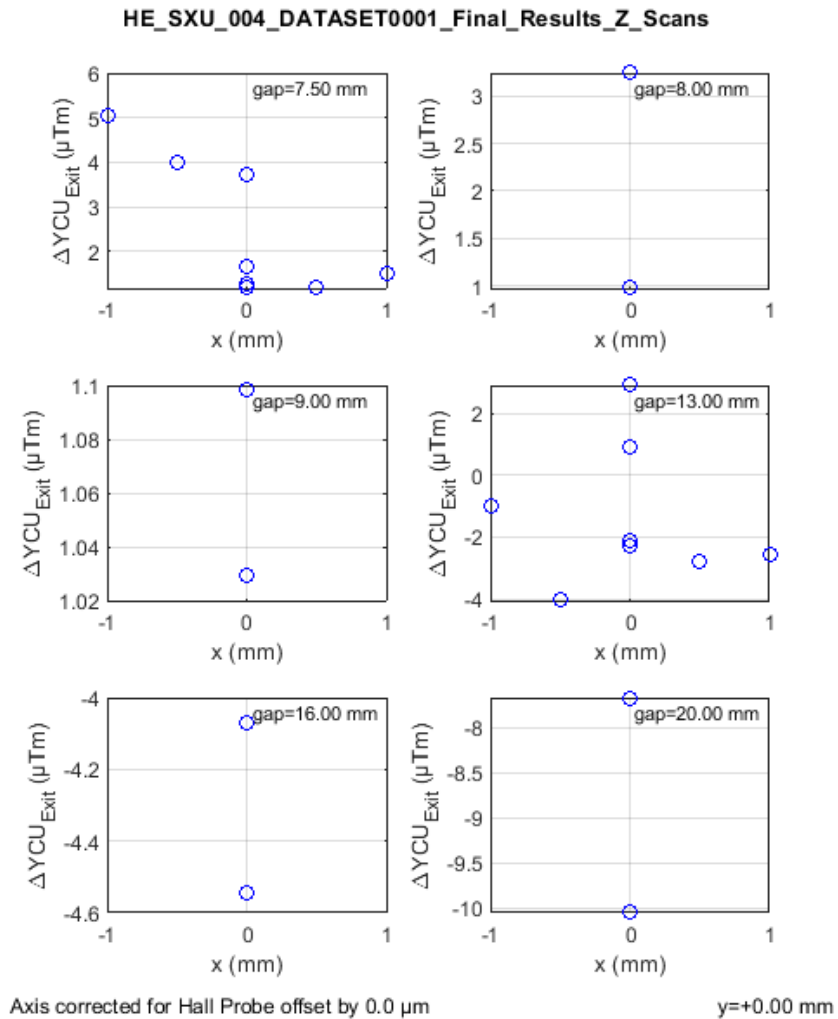 HE_SXU_004_DATASET0001_Final_Results_Z_Scans
gap=7.50 mm
6
5
4
3
2
-1
0
1
x (mm)
ΔYCU_Exit (µTm)
gap=8.00 mm
3
2.5
2
1.5
1
-1
0
1
x (mm)
ΔYCU_Exit (µTm)
gap=9.00 mm
1.1
1.08
1.06
1.04
1.02
-1
0
1
x (mm)
ΔYCU_Exit (µTm)
gap=13.00 mm
2
0
-2
-4
-1
0
1
x (mm)
ΔYCU_Exit (µTm)
gap=16.00 mm
-4
-4.2
-4.4
-4.6
-1
0
1
x (mm)
ΔYCU_Exit (µTm)
gap=20.00 mm
-8
-8.5
-9
-9.5
-10
-1
0
1
x (mm)
ΔYCU_Exit (µTm)
Axis corrected for Hall Probe offset by 0.0 µm
y=+0.00 mm